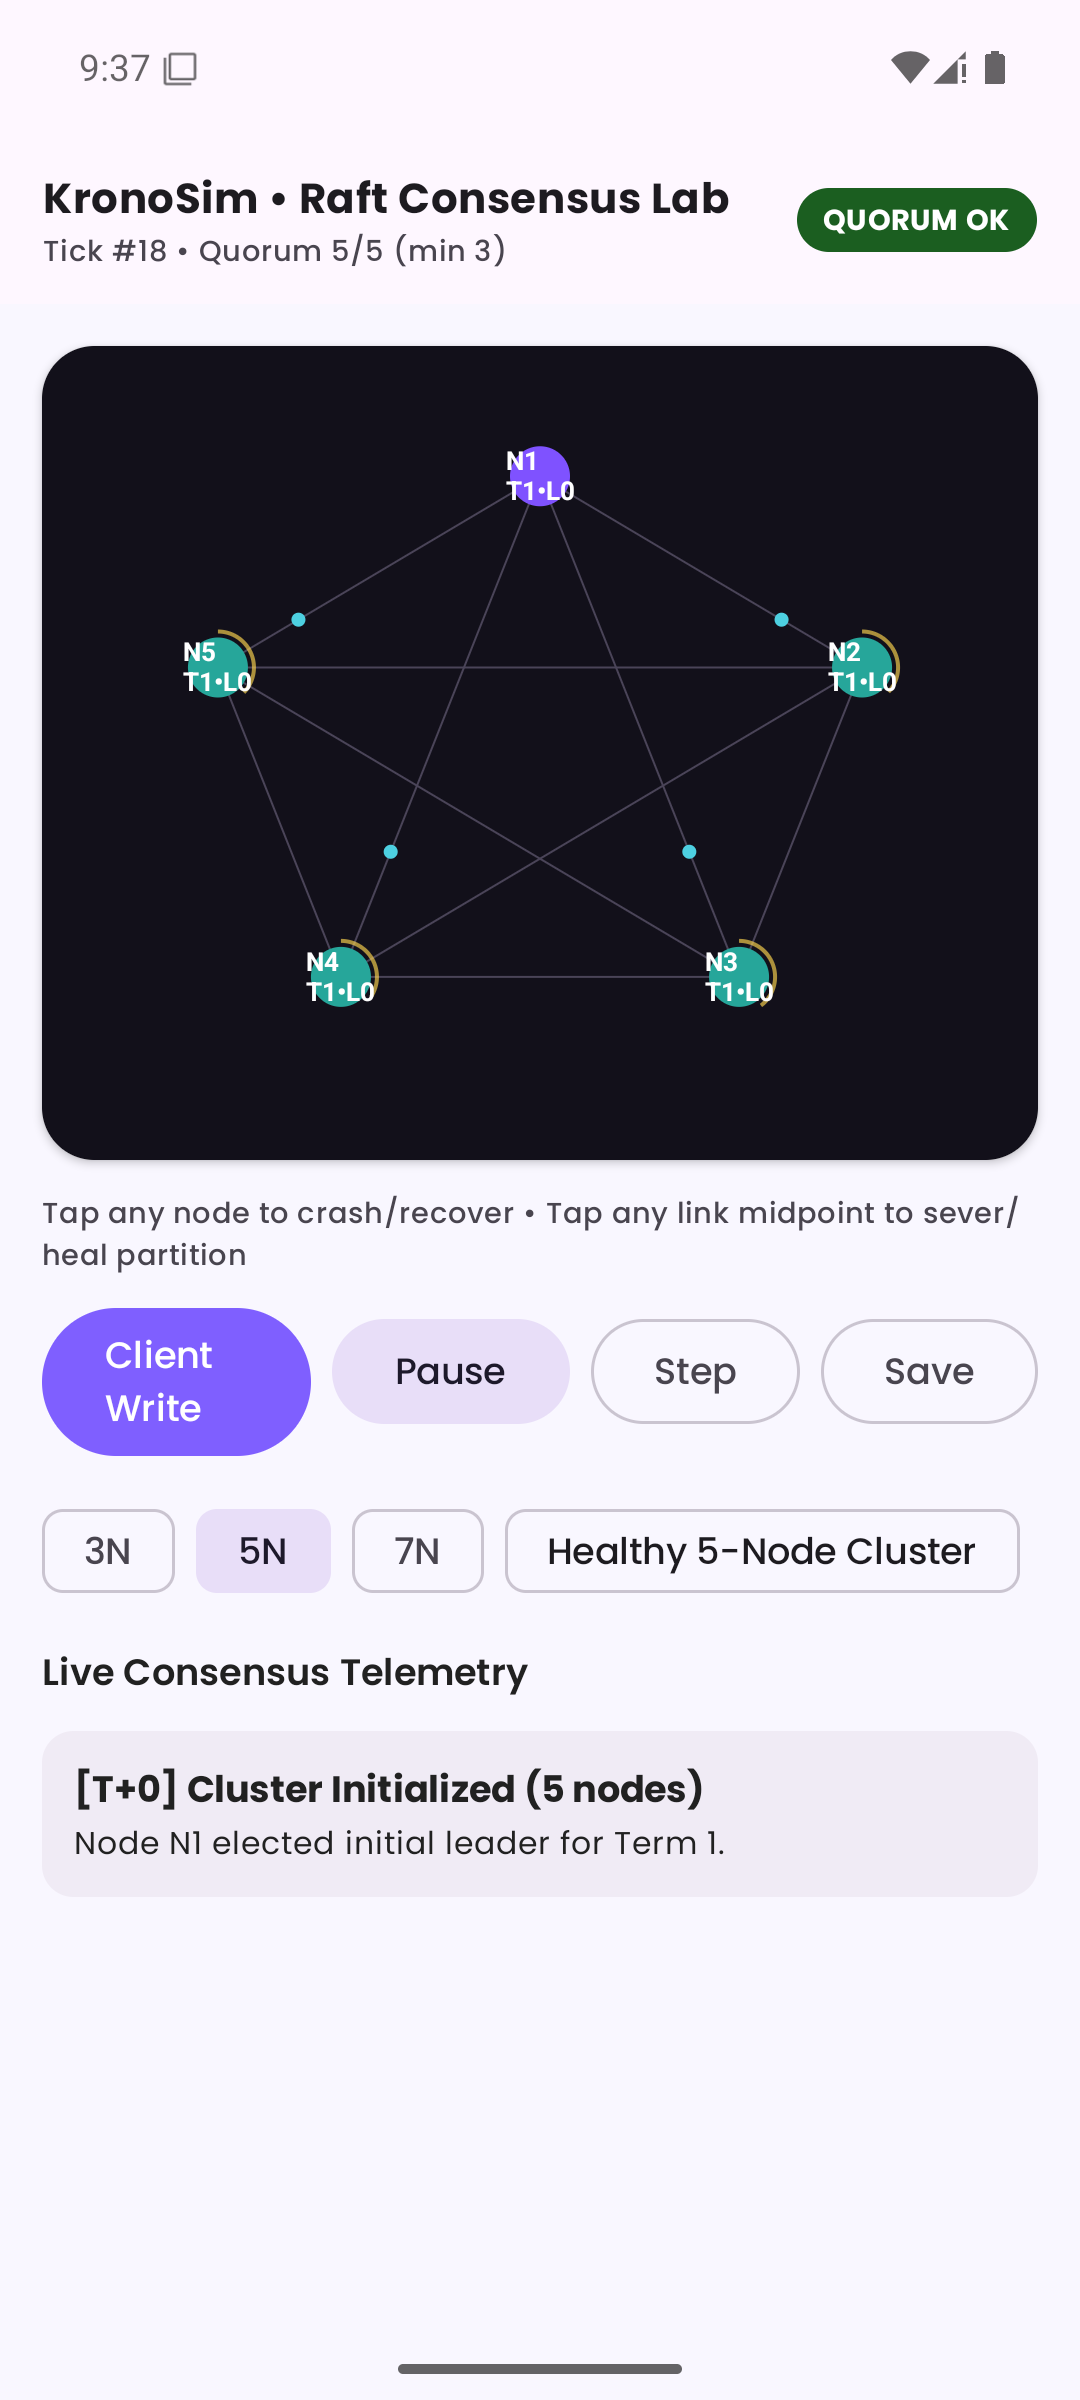 9:37
KronoSim • Raft Consensus Lab
Tick #18 • Quorum 5/5 (min 3)
QUORUM OK
N1
T1•L0
N5
T1•L0
N2
T1•L0
N4
T1•L0
N3
T1•L0
Tap any node to crash/recover • Tap any link midpoint to sever/
heal partition
Client
Write
Pause
Step
Save
3N
5N
7N
Healthy 5-Node Cluster
Live Consensus Telemetry
[T+0] Cluster Initialized (5 nodes)
Node N1 elected initial leader for Term 1.